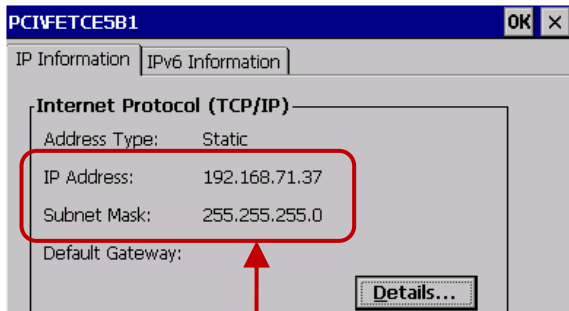 PCI\FETCE5B1 OK ×
IP Information IPv6 Information
Internet Protocol (TCP/IP)
Address Type: Static
IP Address: 192.168.71.37
Subnet Mask: 255.255.255.0
Default Gateway:
Details...